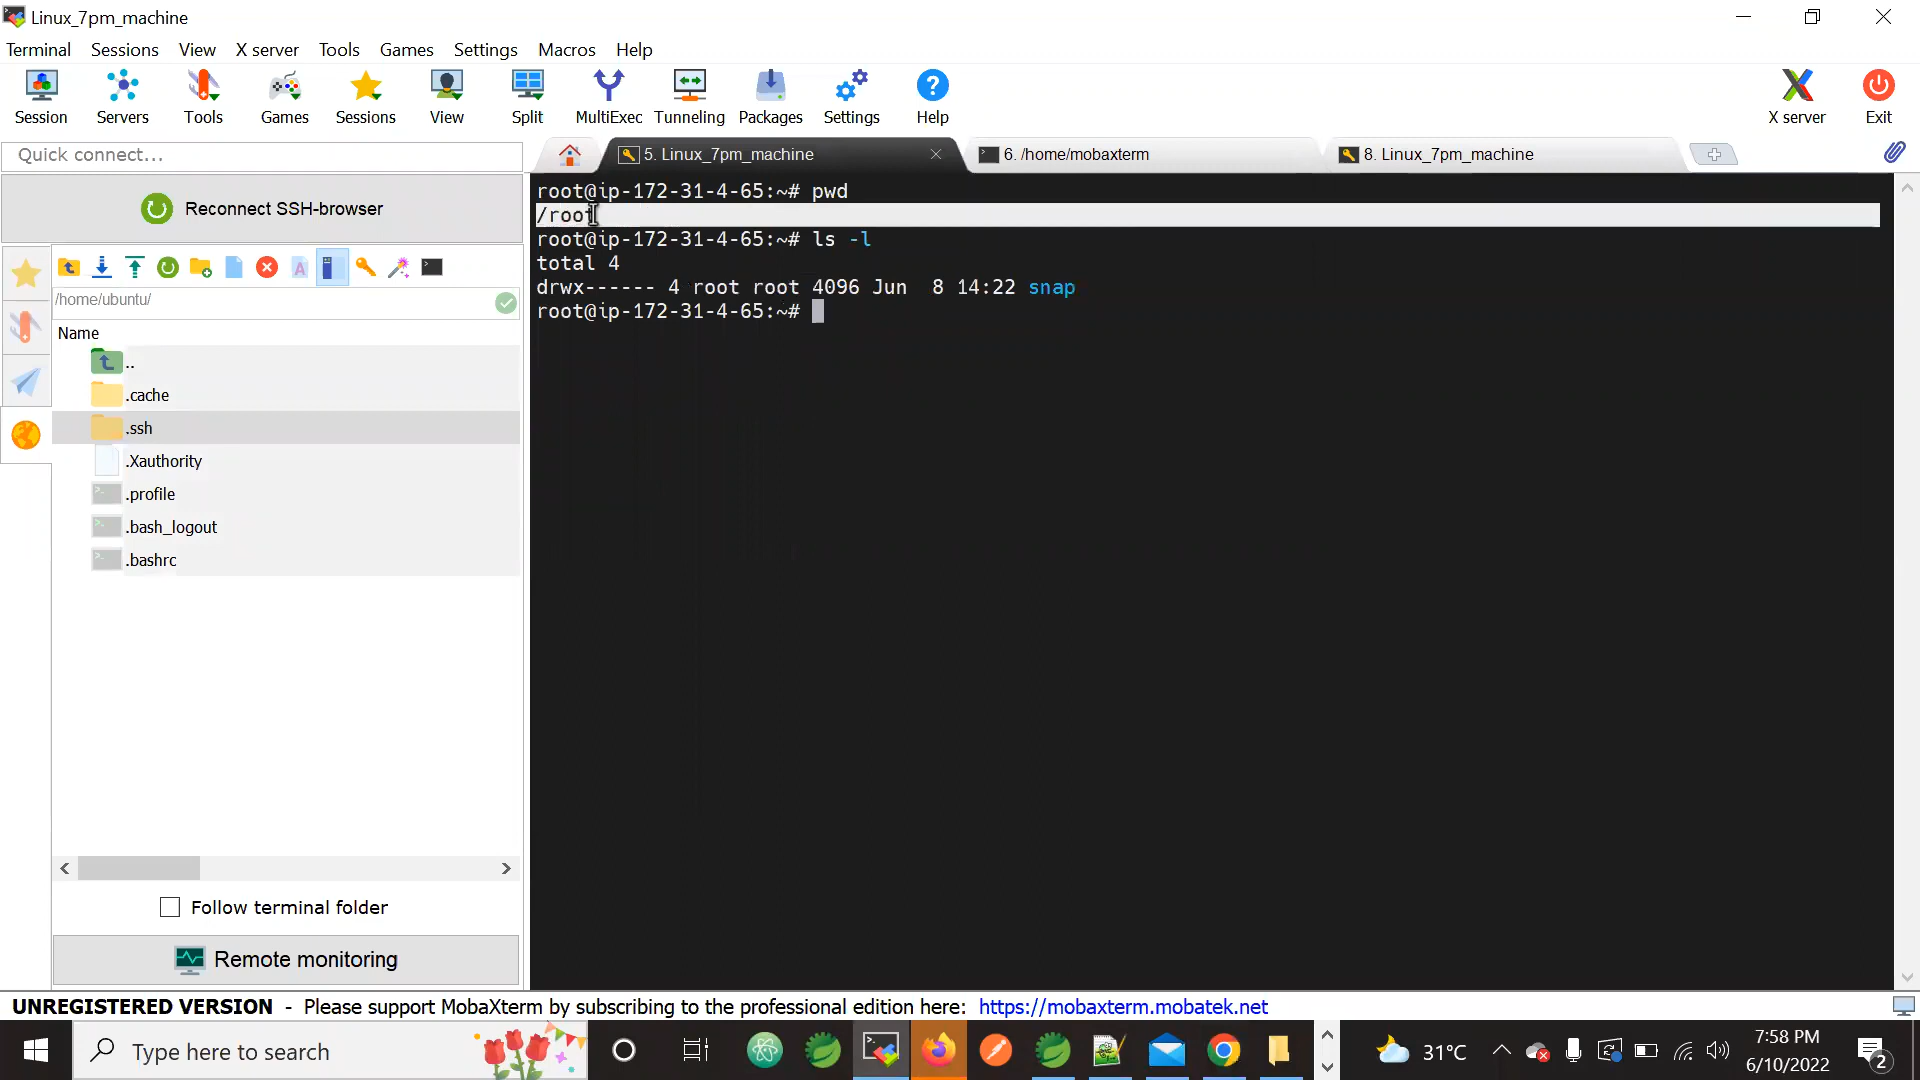 Linux_7pm_machine
Terminal Sessions View X server Tools Games Settings Macros Help
Session Servers Tools Games Sessions View Split MultiExec Tunneling Packages Settings Help X server Exit
Quick connect...
5. Linux_7pm_machine
6. /home/mobaxterm
8. Linux_7pm_machine
Reconnect SSH-browser
/home/ubuntu/
Name
..
.cache
.ssh
.Xauthority
.profile
.bash_logout
.bashrc
Follow terminal folder
Remote monitoring
root@ip-172-31-4-65:~# pwd
/root
root@ip-172-31-4-65:~# ls -l
total 4
drwx------ 4 root root 4096 Jun  8 14:22 snap
root@ip-172-31-4-65:~#
UNREGISTERED VERSION - Please support MobaXterm by subscribing to the professional edition here: https://mobaxterm.mobatek.net
Type here to search
31°C
7:58 PM
6/10/2022
2